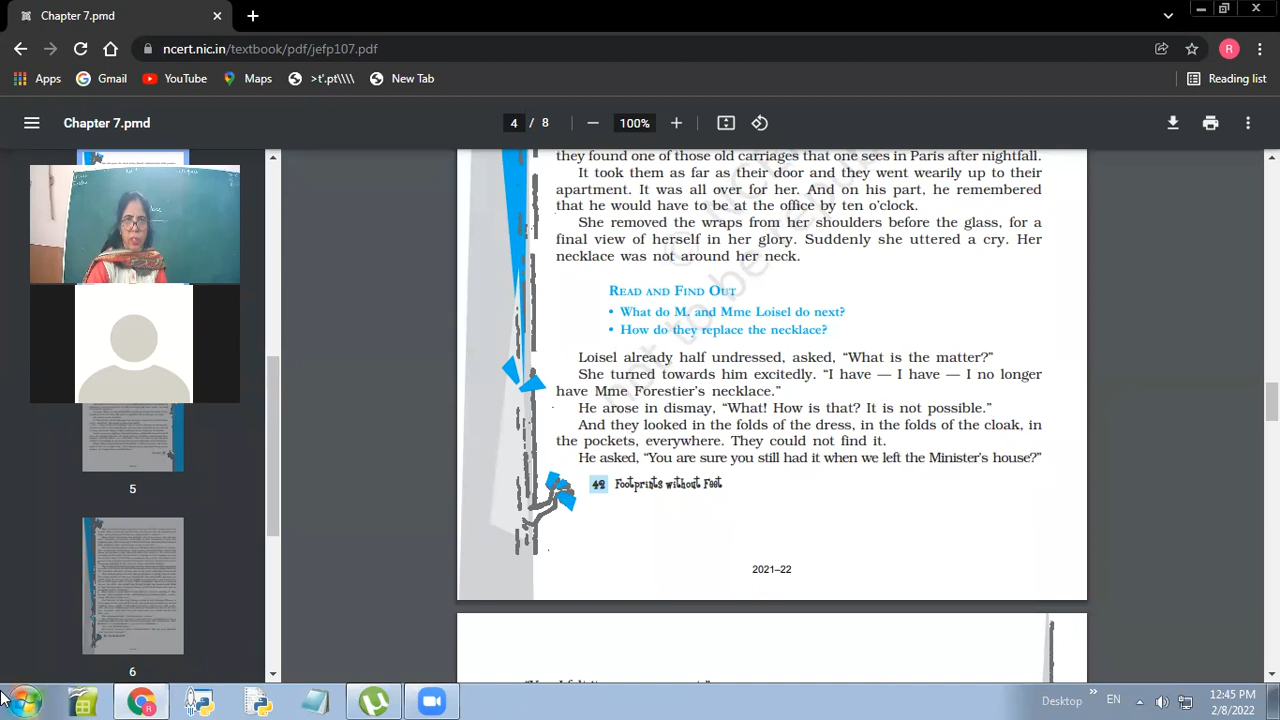 Chapter 7.pmd
ncert.nic.in/textbook/pdf/jefp107.pdf
R
Apps
Gmail
YouTube
Maps
>t'.pt\\\\
New Tab
Reading list
Chapter 7.pmd
4 / 8
100%
they found one of those old carriages that one sees in Paris after nightfall.
It took them as far as their door and they went wearily up to their
apartment. It was all over for her. And on his part, he remembered
that he would have to be at the office by ten o'clock.
She removed the wraps from her shoulders before the glass, for a
final view of herself in her glory. Suddenly she uttered a cry. Her
necklace was not around her neck.
READ AND FIND OUT
• What do M. and Mme Loisel do next?
• How do they replace the necklace?
Loisel already half undressed, asked, “What is the matter?”
She turned towards him excitedly. “I have — I have — I no longer
have Mme Forestier's necklace.”
He arose in dismay, “What! How is that? It is not possible.”
And they looked in the folds of the dress, in the folds of the cloak, in
the pockets, everywhere. They could not find it.
He asked, “You are sure you still had it when we left the Minister's house?”
42 Footprints without Feet
2021–22
5
6
R
Desktop
EN
12:45 PM
2/8/2022